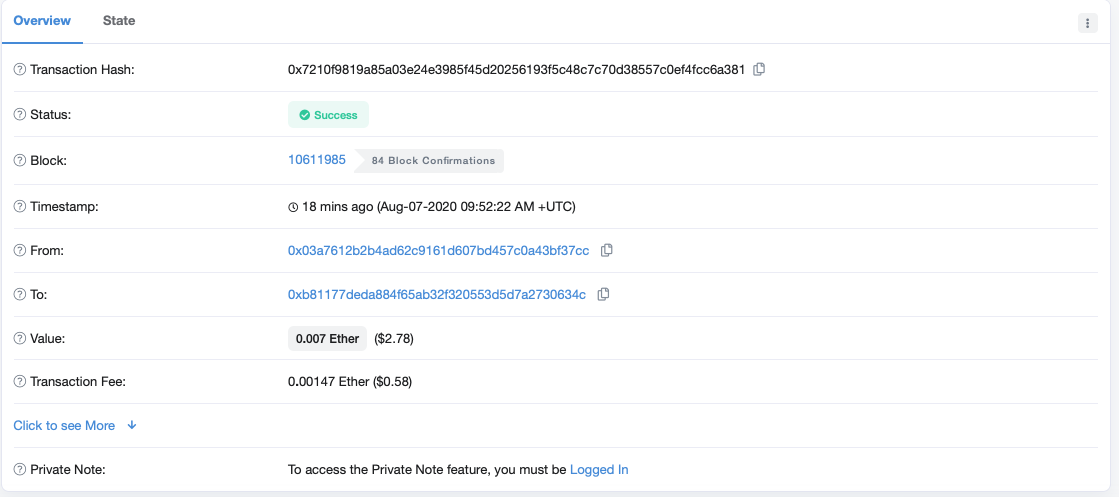 Overview State
Transaction Hash: 0x7210f9819a85a03e24e3985f45d20256193f5c48c7c70d38557c0ef4fcc6a381
Status: Success
Block: 10611985 84 Block Confirmations
Timestamp: 18 mins ago (Aug-07-2020 09:52:22 AM +UTC)
From: 0x03a7612b2b4ad62c9161d607bd457c0a43bf37cc
To: 0xb81177deda884f65ab32f320553d5d7a2730634c
Value: 0.007 Ether ($2.78)
Transaction Fee: 0.00147 Ether ($0.58)
Click to see More
Private Note: To access the Private Note feature, you must be Logged In